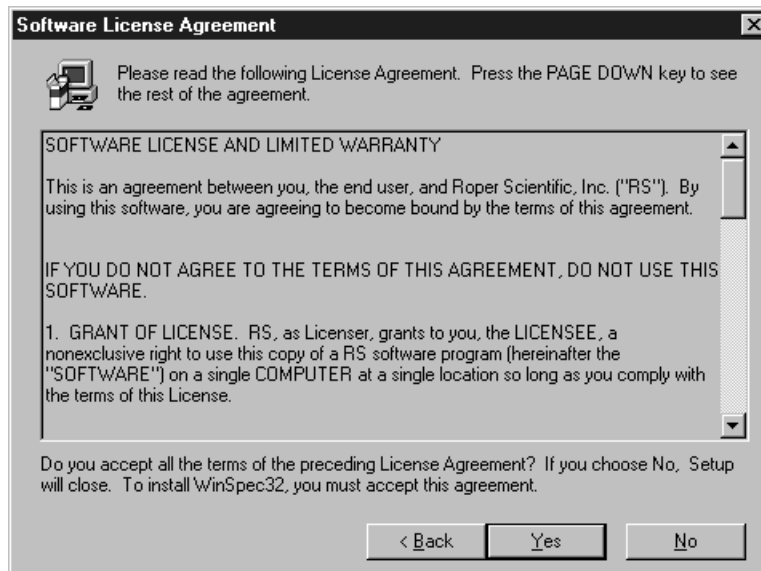 Software License Agreement
Please read the following License Agreement. Press the PAGE DOWN key to see
the rest of the agreement.
SOFTWARE LICENSE AND LIMITED WARRANTY
This is an agreement between you, the end user, and Roper Scientific, Inc. ("RS"). By
using this software, you are agreeing to become bound by the terms of this agreement.
IF YOU DO NOT AGREE TO THE TERMS OF THIS AGREEMENT, DO NOT USE THIS
SOFTWARE.
1. GRANT OF LICENSE. RS, as Licenser, grants to you, the LICENSEE, a
nonexclusive right to use this copy of a RS software program (hereinafter the
"SOFTWARE") on a single COMPUTER at a single location so long as you comply with
the terms of this License.
Do you accept all the terms of the preceding License Agreement? If you choose No, Setup
will close. To install WinSpec32, you must accept this agreement.
< Back Yes No